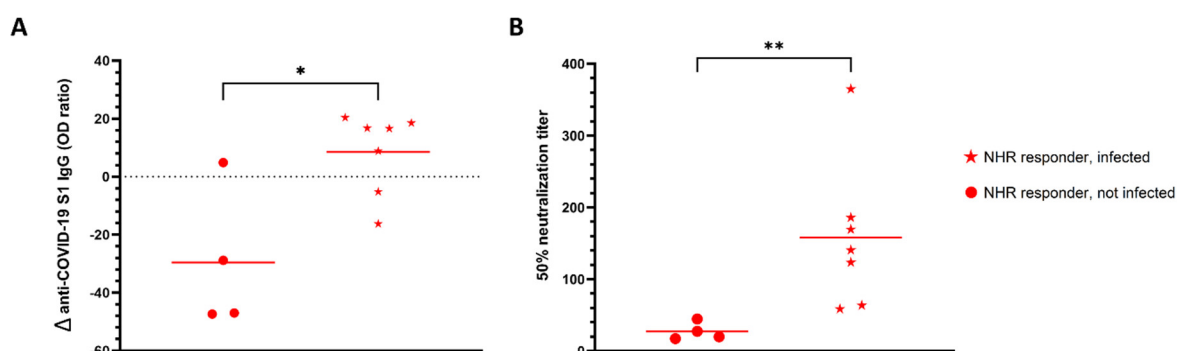 A
B
Δ anti-COVID-19 S1 IgG (OD ratio)
40
20
0
-20
-40
-60
*
50% neutralization titer
400
300
200
100
0
**
NHR responder, infected
NHR responder, not infected